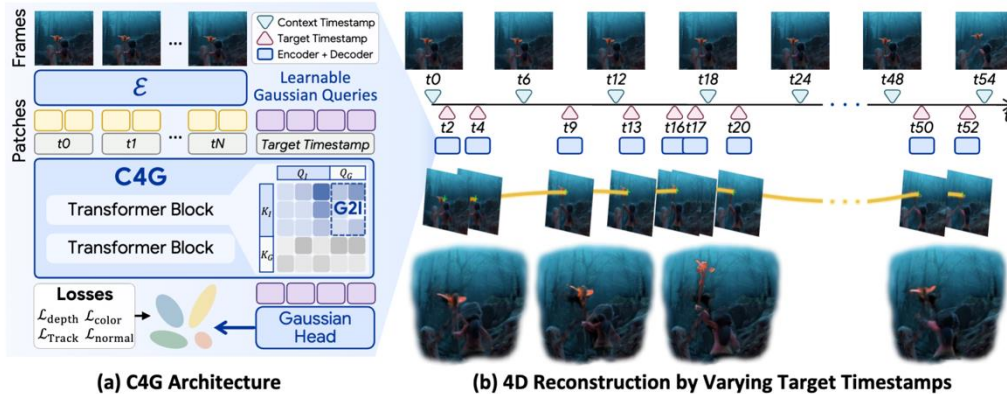 Frames
Patches
ℰ
Context Timestamp
Target Timestamp
Encoder + Decoder
Learnable
Gaussian Queries
t0 t1 ... tN Target Timestamp
C4G
Transformer Block
Transformer Block
Q_I Q_G
K_I
K_G
G2I
Losses
ℒ_depth ℒ_color
ℒ_Track ℒ_normal
Gaussian
Head
(a) C4G Architecture
t0 t6 t12 t18 t24 t48 t54
t
t2 t4 t9 t13 t16 t17 t20 t50 t52
(b) 4D Reconstruction by Varying Target Timestamps